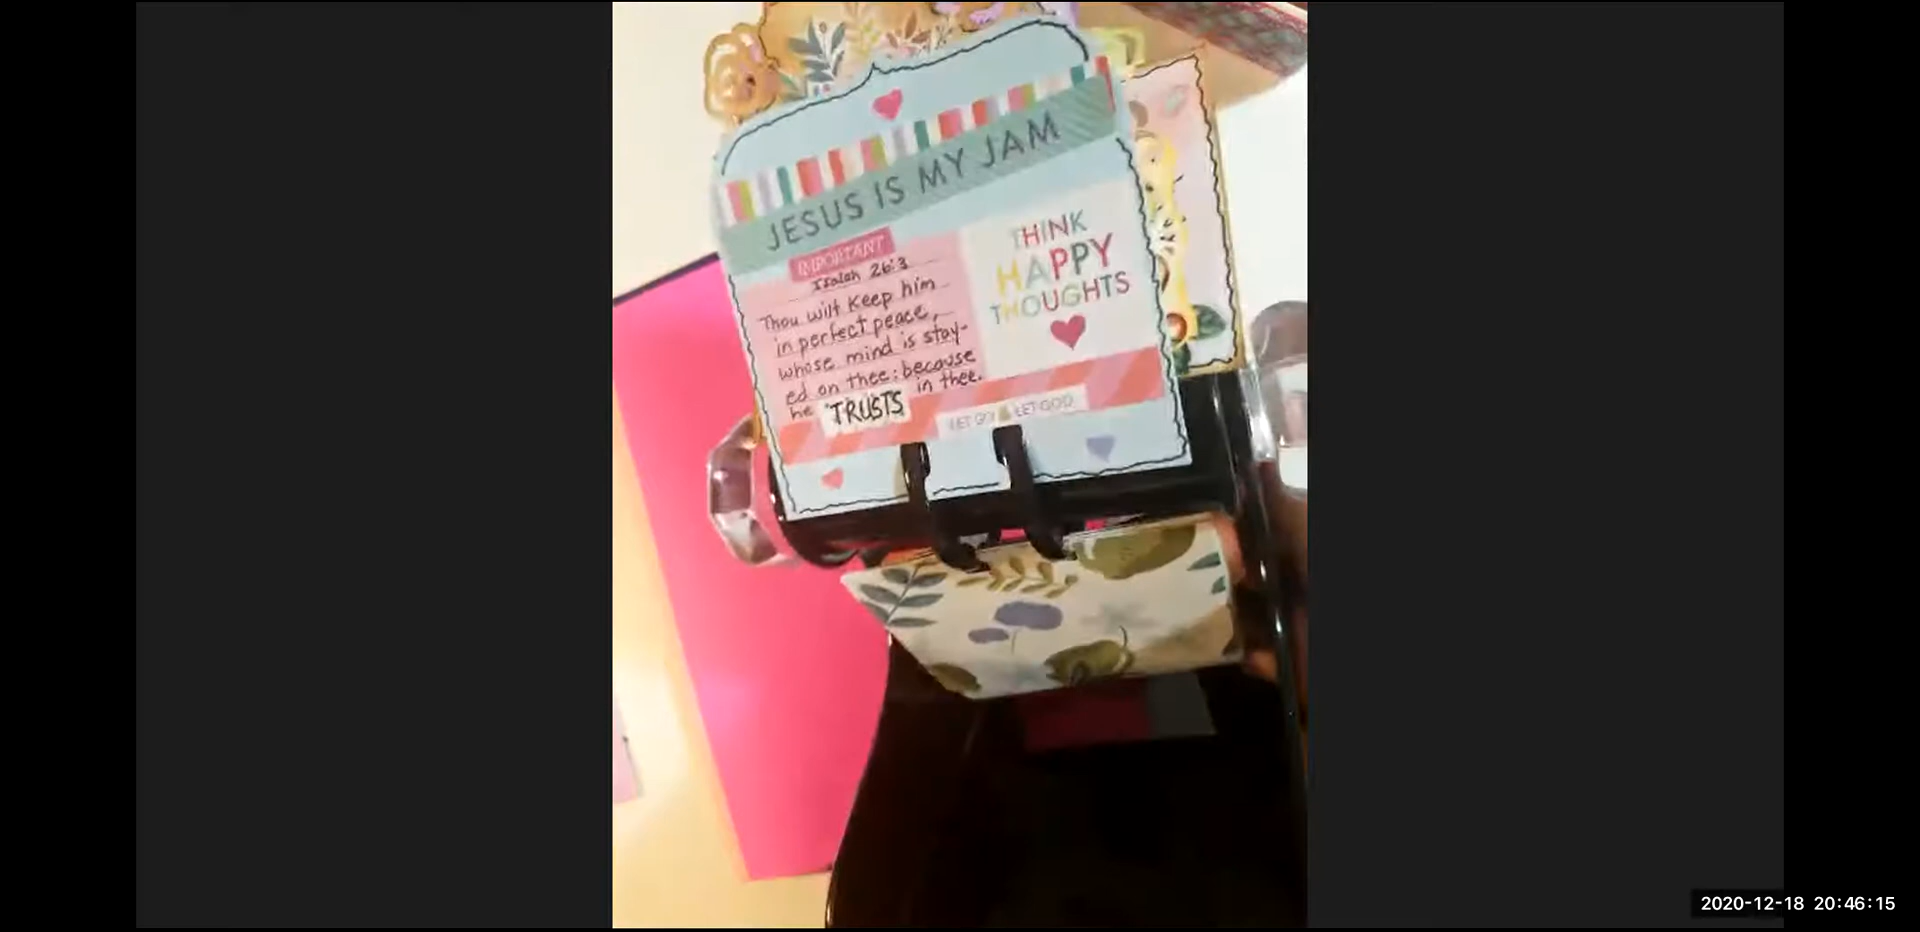 JESUS IS MY JAM
IMPORTANT
Isaiah 26:3
Thou wilt keep him
in perfect peace,
whose mind is stay-
ed on thee: because
he TRUSTS in thee.
THINK
HAPPY
THOUGHTS
LET GO LET GOD
2020-12-18 20:46:15